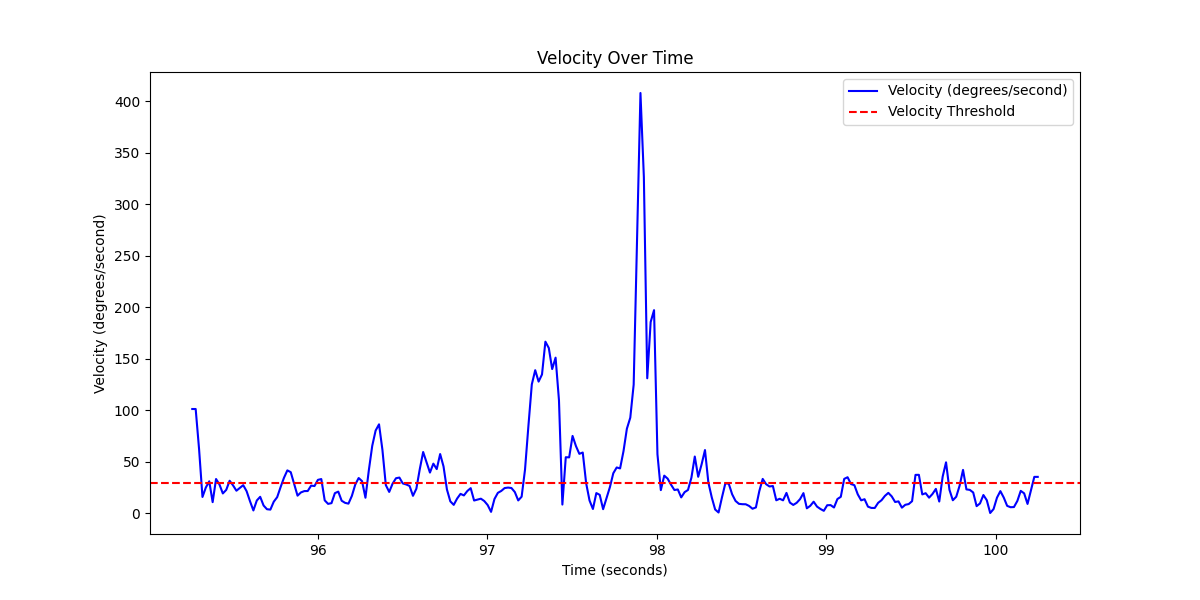 Velocity Over Time
Velocity (degrees/second)
Velocity Threshold
Velocity (degrees/second)
400
350
300
250
200
150
100
50
0
96 97 98 99 100
Time (seconds)